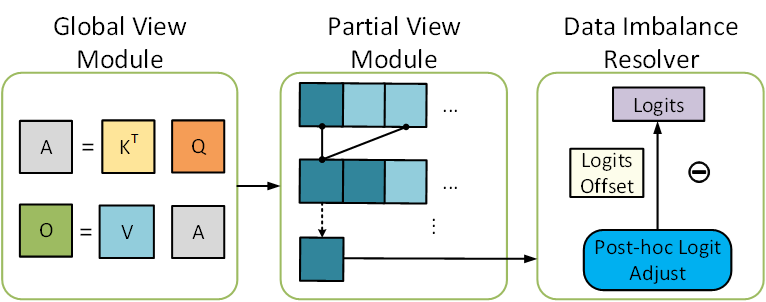 Global View
Module
Partial View
Module
Data Imbalance
Resolver
A = K^T Q
O = V A
...
...
⋮
Logits
Logits
Offset
⊖
Post-hoc Logit
Adjust